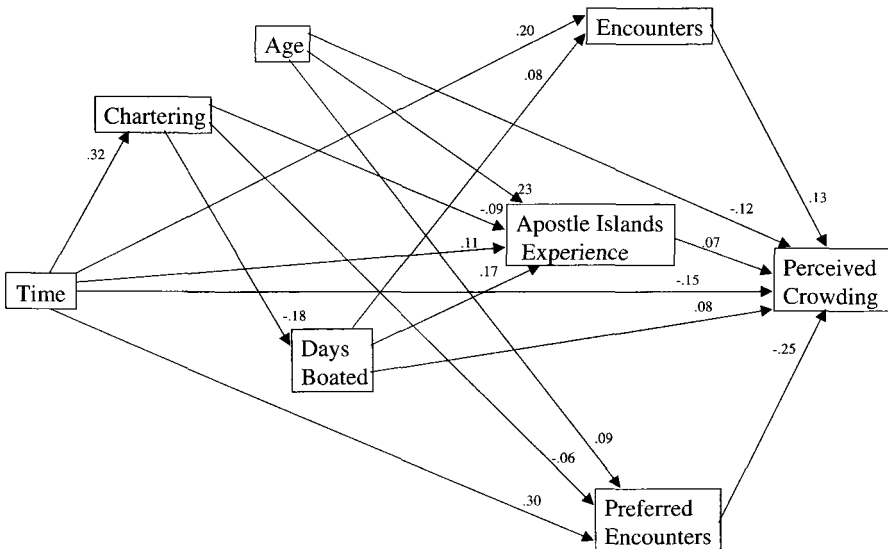 .20
Encounters
Age
.08
Chartering
.32
.23
-.09
-.12
.13
Apostle Islands
Experience
.11
.07
Perceived
Crowding
.17
Time
-.15
-.18
.08
Days
Boated
-.25
.09
-.06
.30
Preferred
Encounters